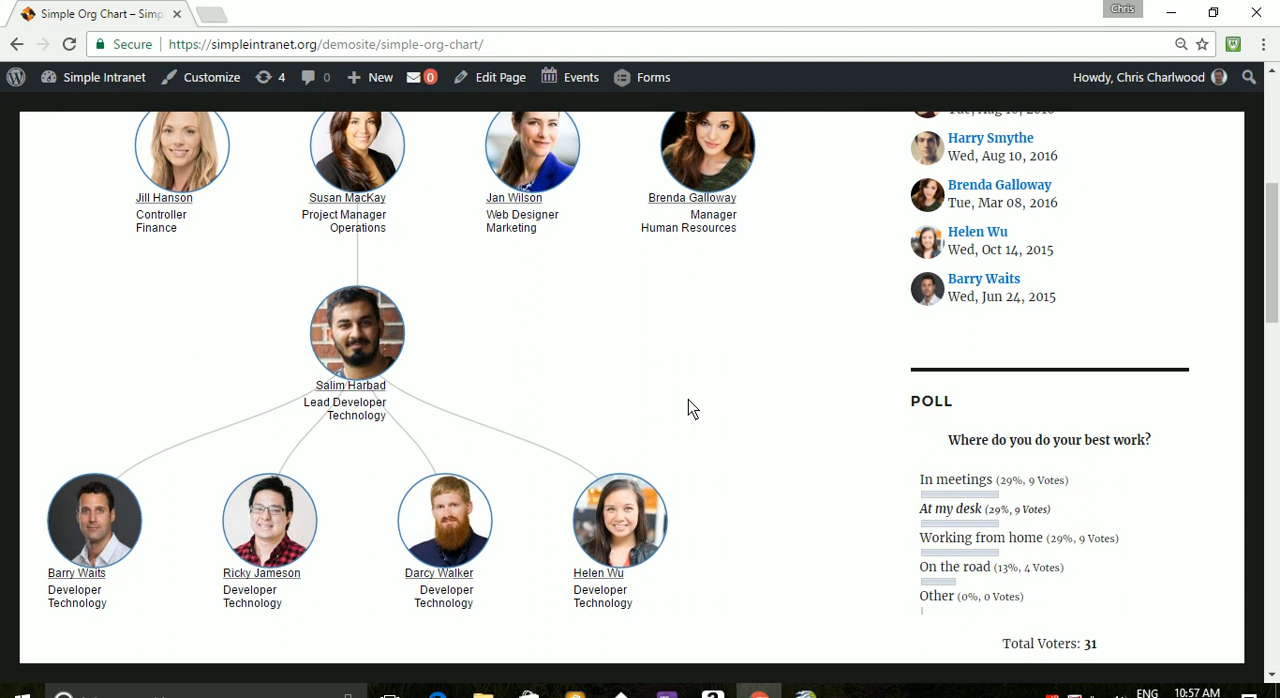 Simple Org Chart – Simp
Chris
Secure
https://simpleintranet.org/demosite/simple-org-chart/
Simple Intranet
Customize
4
0
New
0
Edit Page
Events
Forms
Howdy, Chris Charlwood
Jill Hanson
Controller
Finance
Susan MacKay
Project Manager
Operations
Jan Wilson
Web Designer
Marketing
Brenda Galloway
Manager
Human Resources
Salim Harbad
Lead Developer
Technology
Barry Waits
Developer
Technology
Ricky Jameson
Developer
Technology
Darcy Walker
Developer
Technology
Helen Wu
Developer
Technology
Harry Smythe
Wed, Aug 10, 2016
Brenda Galloway
Tue, Mar 08, 2016
Helen Wu
Wed, Oct 14, 2015
Barry Waits
Wed, Jun 24, 2015
POLL
Where do you do your best work?
In meetings (29%, 9 Votes)
At my desk (29%, 9 Votes)
Working from home (29%, 9 Votes)
On the road (13%, 4 Votes)
Other (0%, 0 Votes)
Total Voters: 31
ENG
10:57 AM